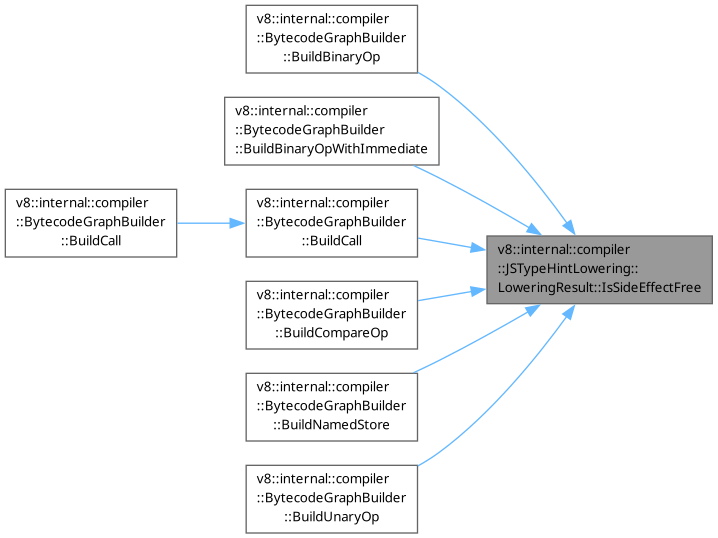 v8::internal::compiler
::BytecodeGraphBuilder
::BuildBinaryOp
v8::internal::compiler
::BytecodeGraphBuilder
::BuildBinaryOpWithImmediate
v8::internal::compiler
::BytecodeGraphBuilder
::BuildCall
v8::internal::compiler
::BytecodeGraphBuilder
::BuildCall
v8::internal::compiler
::JSTypeHintLowering::
LoweringResult::IsSideEffectFree
v8::internal::compiler
::BytecodeGraphBuilder
::BuildCompareOp
v8::internal::compiler
::BytecodeGraphBuilder
::BuildNamedStore
v8::internal::compiler
::BytecodeGraphBuilder
::BuildUnaryOp